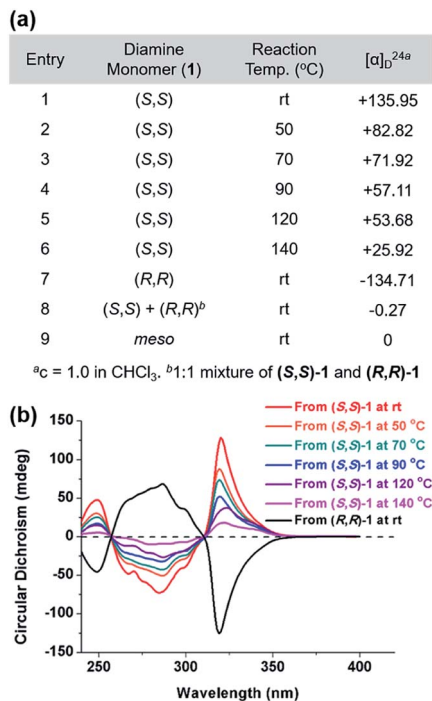 (a)
Entry Diamine Monomer (1) Reaction Temp. (°C) [α]D24a
1 (S,S) rt +135.95
2 (S,S) 50 +82.82
3 (S,S) 70 +71.92
4 (S,S) 90 +57.11
5 (S,S) 120 +53.68
6 (S,S) 140 +25.92
7 (R,R) rt -134.71
8 (S,S) + (R,R)b rt -0.27
9 meso rt 0
ac = 1.0 in CHCl3. b1:1 mixture of (S,S)-1 and (R,R)-1
(b)
Circular Dichroism (mdeg)
150
100
50
0
-50
-100
-150
From (S,S)-1 at rt
From (S,S)-1 at 50 °C
From (S,S)-1 at 70 °C
From (S,S)-1 at 90 °C
From (S,S)-1 at 120 °C
From (S,S)-1 at 140 °C
From (R,R)-1 at rt
250 300 350 400
Wavelength (nm)